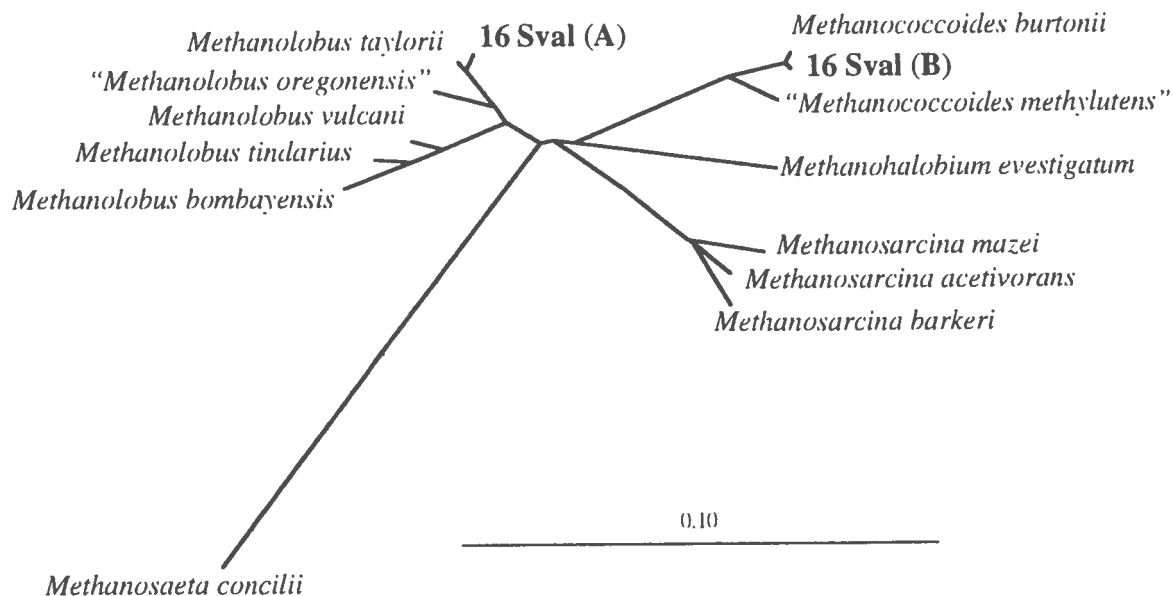 Methanolobus taylorii
16 Sval (A)
"Methanolobus oregonensis"
Methanolobus vulcani
Methanolobus tindarius
Methanolobus bombayensis
Methanococcoides burtonii
16 Sval (B)
"Methanococcoides methylutens"
Methanohalobium evestigatum
Methanosarcina mazei
Methanosarcina acetivorans
Methanosarcina barkeri
0.10
Methanosaeta concilii